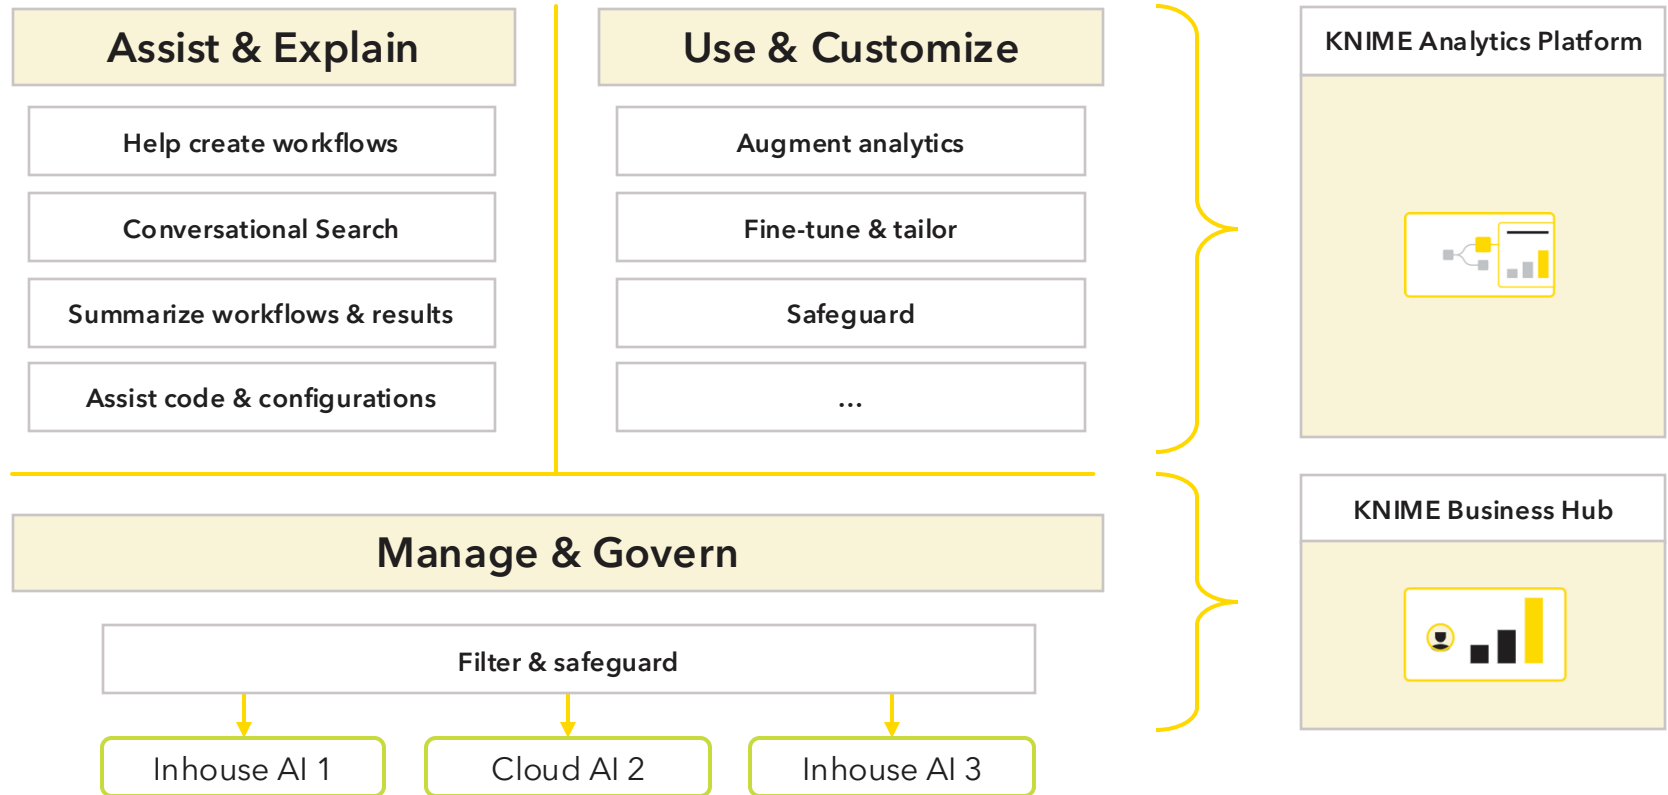 Assist & Explain
Help create workflows
Conversational Search
Summarize workflows & results
Assist code & configurations
Use & Customize
Augment analytics
Fine-tune & tailor
Safeguard
...
KNIME Analytics Platform
Manage & Govern
Filter & safeguard
Inhouse AI 1
Cloud AI 2
Inhouse AI 3
KNIME Business Hub